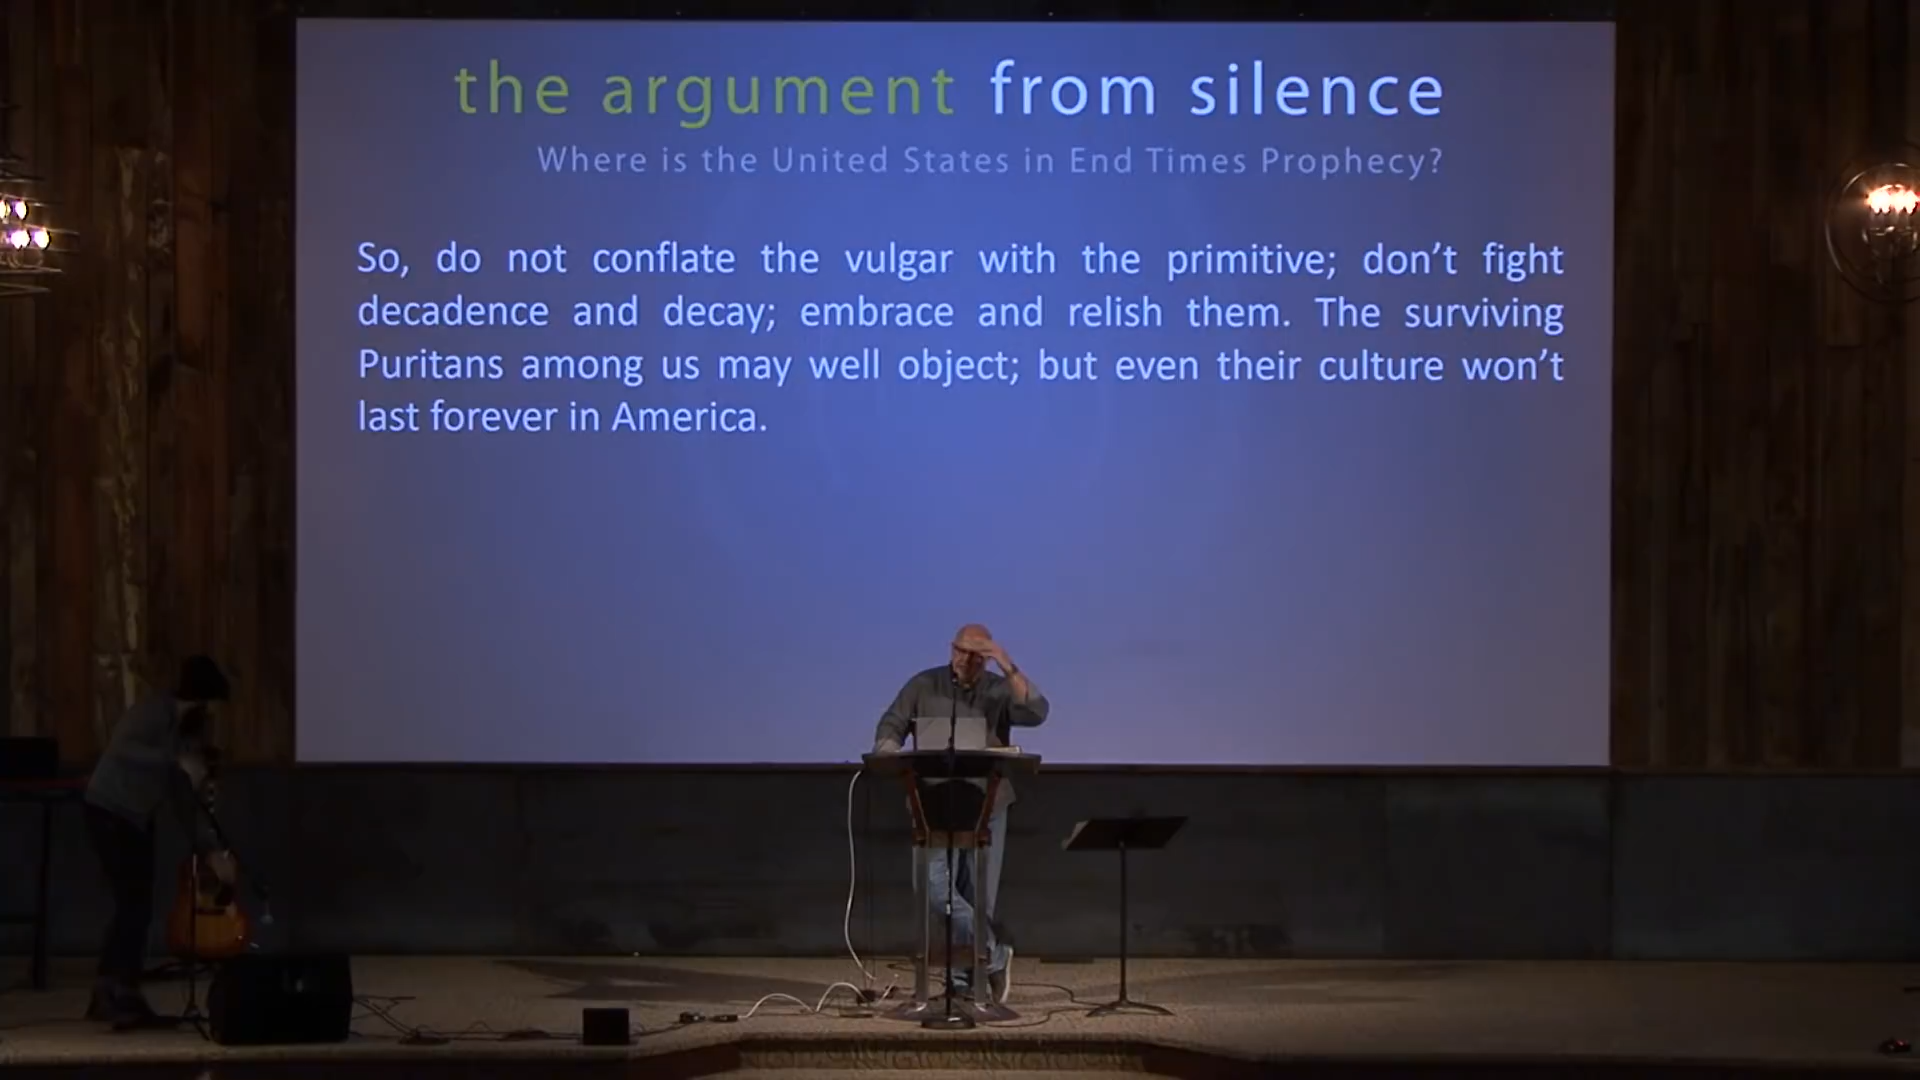 the argument from silence
Where is the United States in End Times Prophecy?
So, do not conflate the vulgar with the primitive; don’t fight
decadence and decay; embrace and relish them. The surviving
Puritans among us may well object; but even their culture won’t
last forever in America.